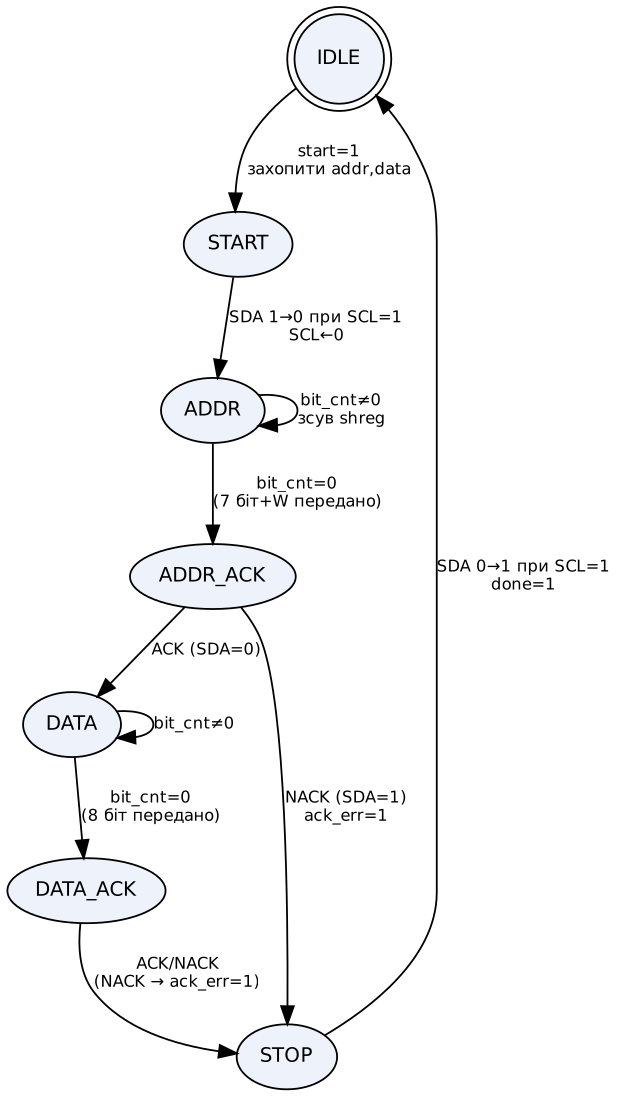 IDLE
start=1
захопити addr,data
START
SDA 1→0 при SCL=1
SCL←0
ADDR
bit_cnt≠0
зсув shreg
bit_cnt=0
(7 біт+W передано)
ADDR_ACK
SDA 0→1 при SCL=1
done=1
ACK (SDA=0)
DATA
bit_cnt≠0
bit_cnt=0
(8 біт передано)
NACK (SDA=1)
ack_err=1
DATA_ACK
ACK/NACK
(NACK → ack_err=1)
STOP